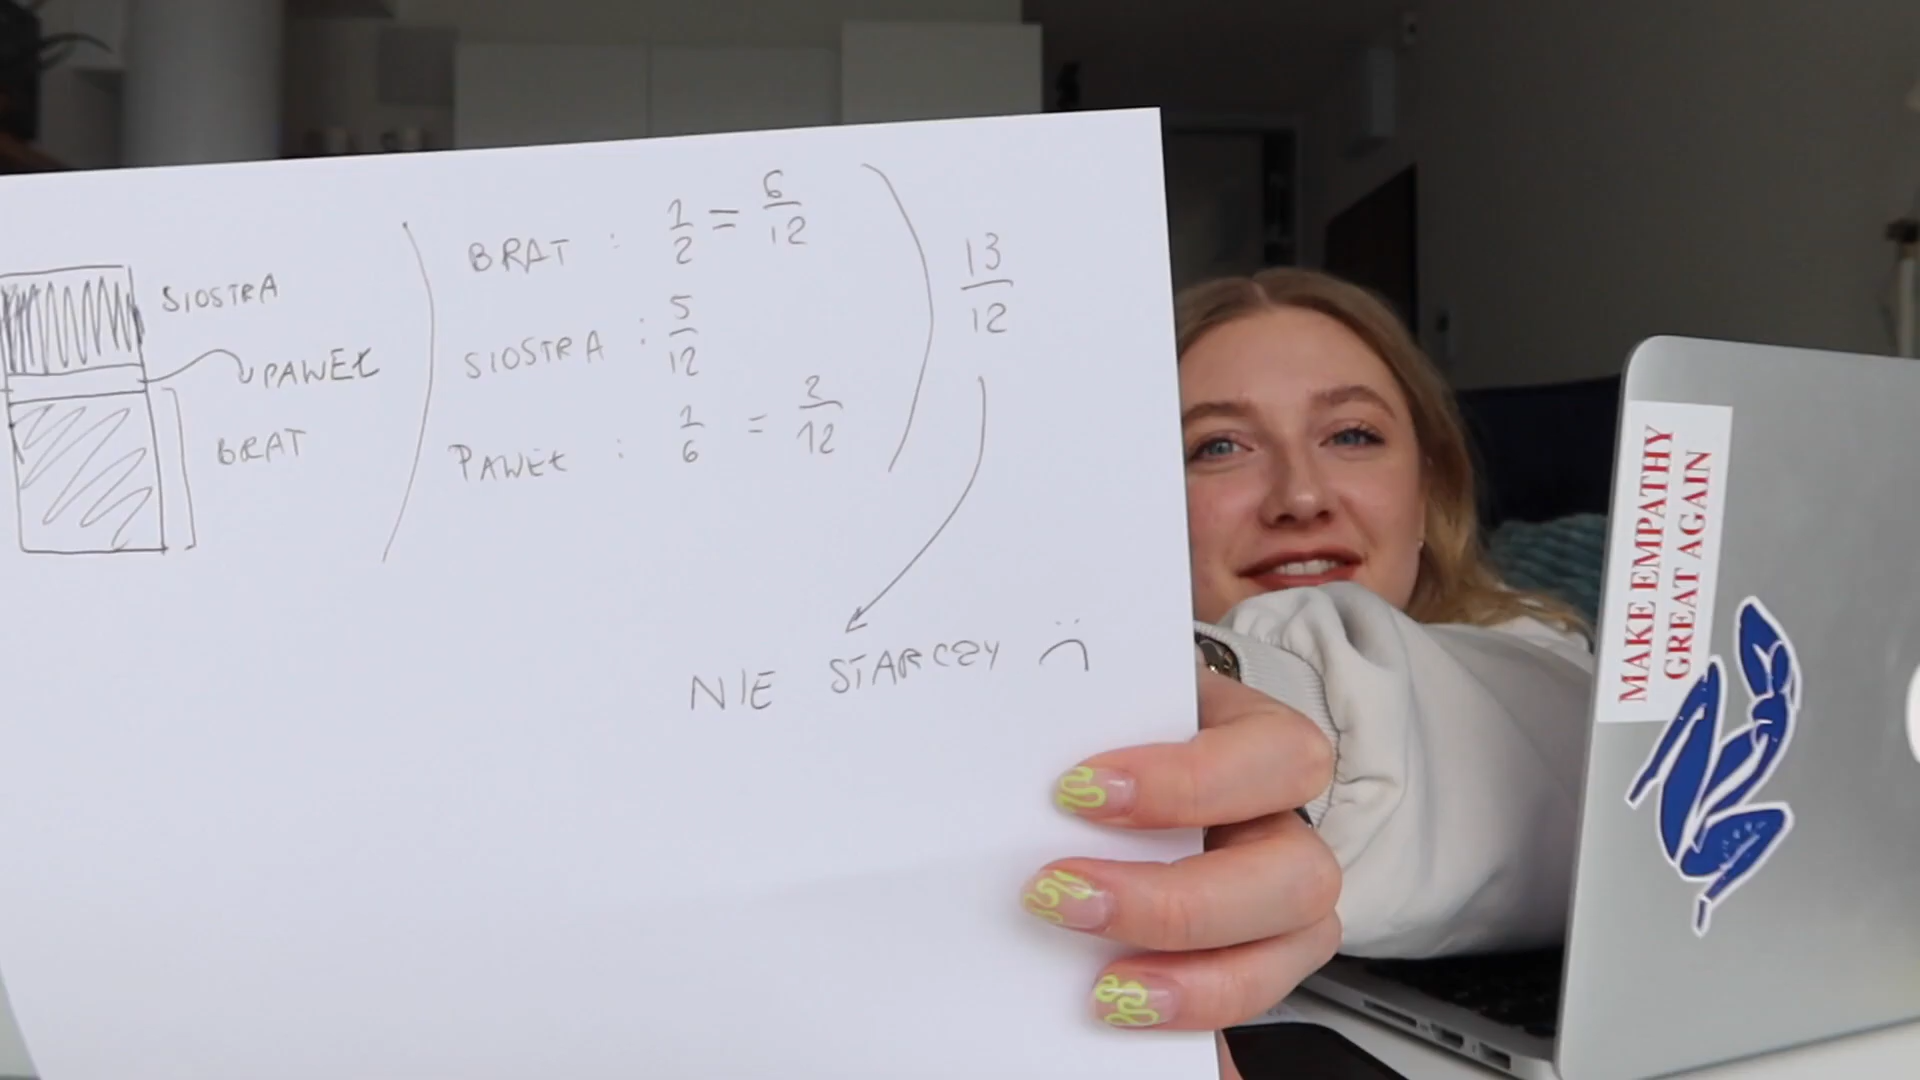 SIOSTRA
PAWEŁ
BRAT
BRAT : 1/2 = 6/12
SIOSTRA : 5/12
PAWEŁ : 1/6 = 2/12
13/12
NIE STARCZY :(
MAKE EMPATHY
GREAT AGAIN